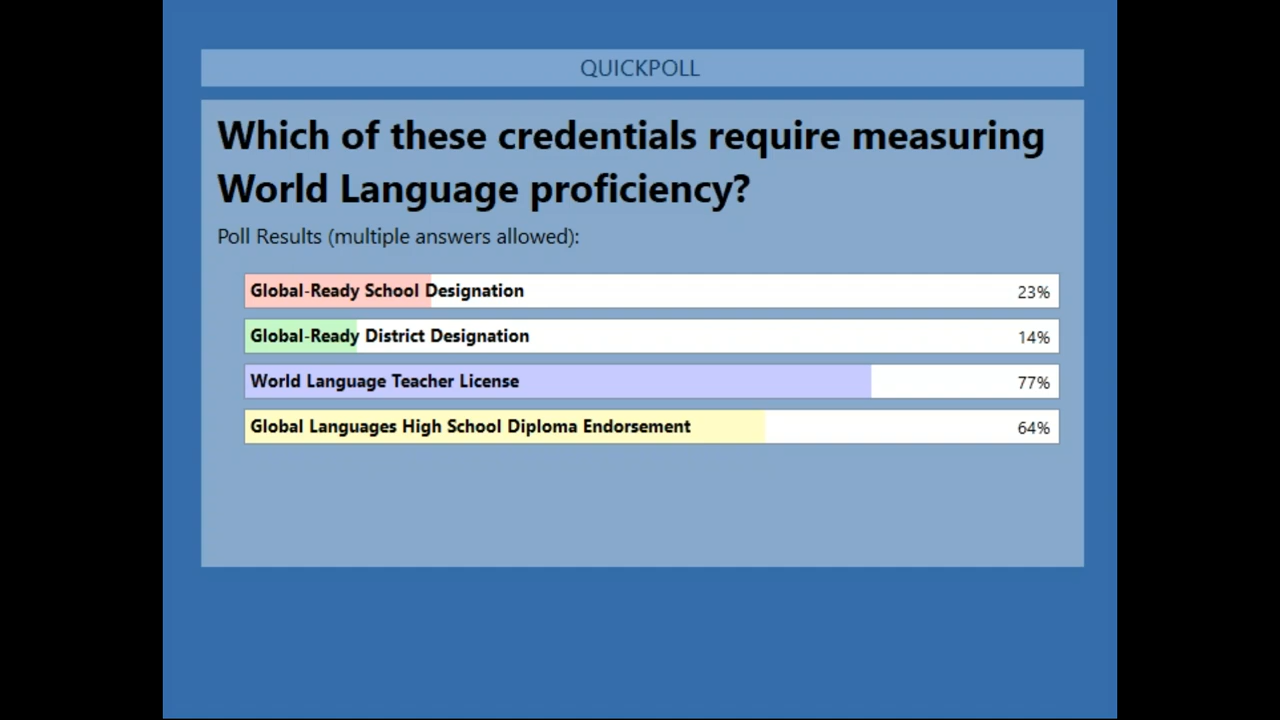 QUICKPOLL
Which of these credentials require measuring
World Language proficiency?
Poll Results (multiple answers allowed):
Global-Ready School Designation 23%
Global-Ready District Designation 14%
World Language Teacher License 77%
Global Languages High School Diploma Endorsement 64%